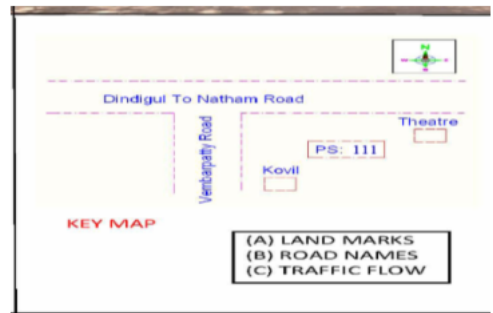 N
Dindigul To Natham Road
Theatre
Vembarpatty Road
PS: 111
Kovil
KEY MAP
(A) LAND MARKS
(B) ROAD NAMES
(C) TRAFFIC FLOW